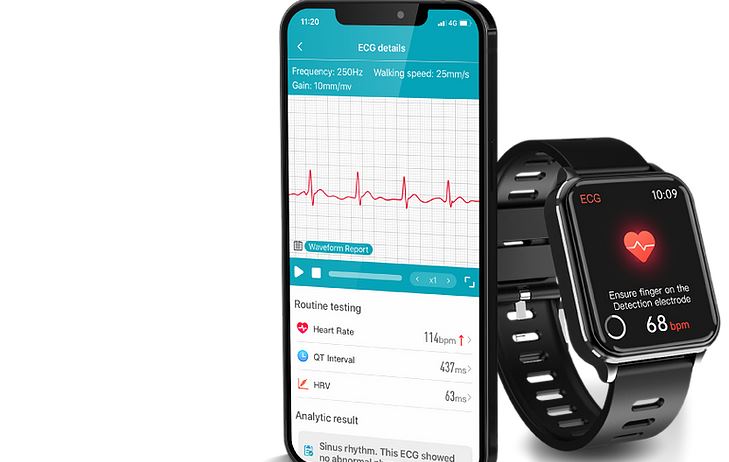 11:20
4G
ECG details
Frequency: 250Hz Walking speed: 25mm/s
Gain: 10mm/mv
Waveform Report
x1
Routine testing
Heart Rate 114bpm
QT Interval 437ms
HRV 63ms
Analytic result
Sinus rhythm. This ECG showed
no abnormal
ECG 10:09
Ensure finger on the
Detection electrode
68 bpm